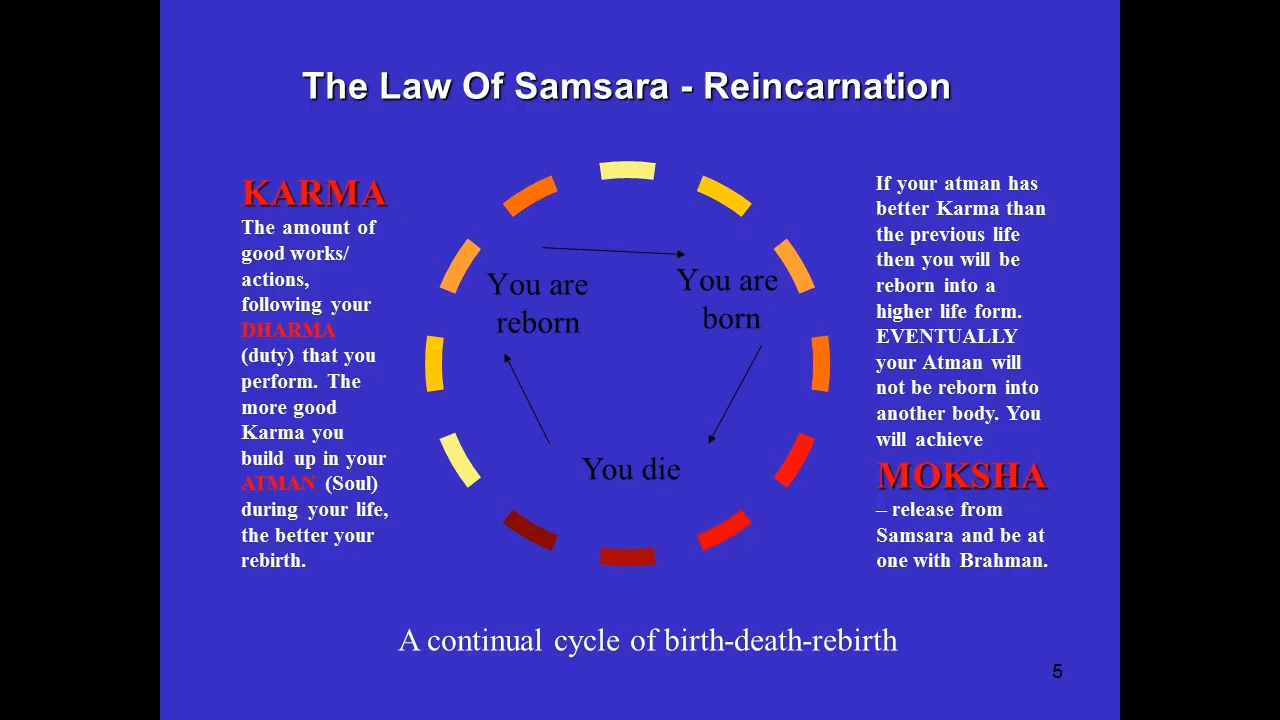 The Law Of Samsara - Reincarnation
KARMA
The amount of
good works/
actions,
following your
DHARMA
(duty) that you
perform. The
more good
Karma you
build up in your
ATMAN (Soul)
during your life,
the better your
rebirth.
You are
reborn
You are
born
You die
If your atman has
better Karma than
the previous life
then you will be
reborn into a
higher life form.
EVENTUALLY
your Atman will
not be reborn into
another body. You
will achieve
MOKSHA
– release from
Samsara and be at
one with Brahman.
A continual cycle of birth-death-rebirth
5